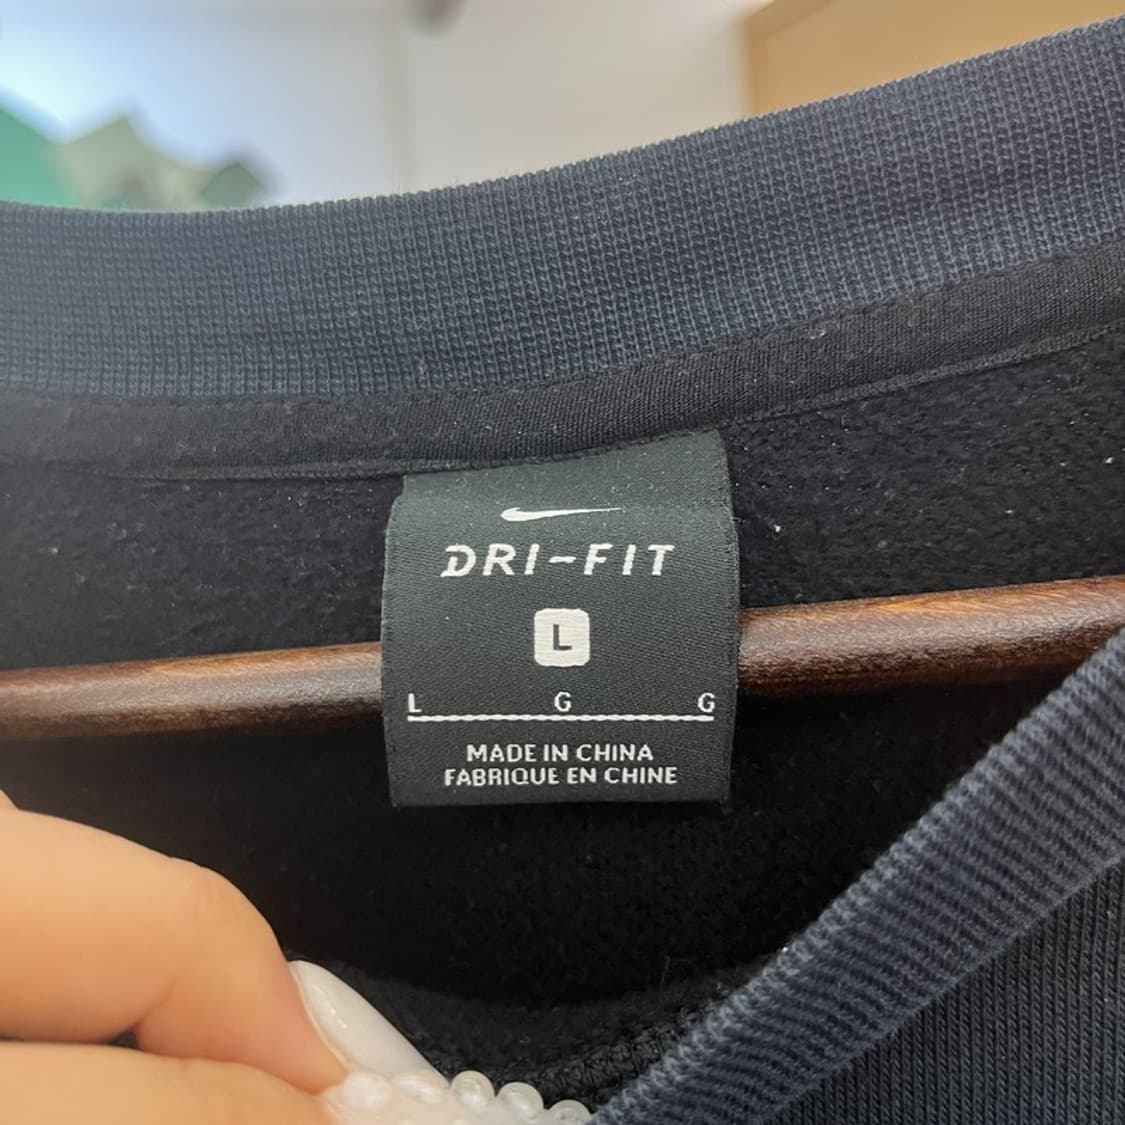 DRI-FIT
L
L G G
MADE IN CHINA
FABRIQUE EN CHINE